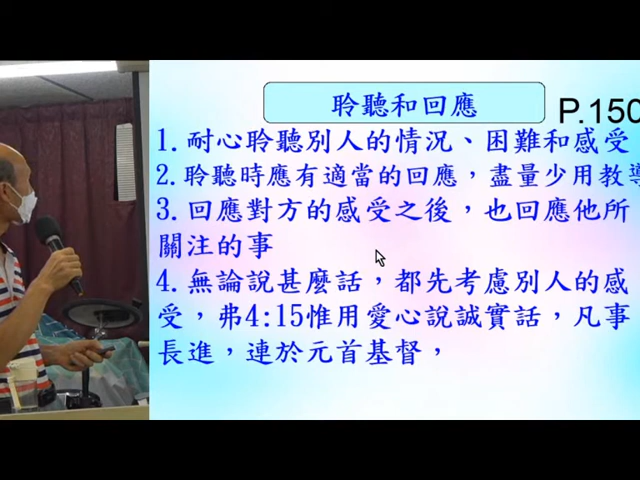 聆聽和回應
P.150
1.耐心聆聽別人的情況、困難和感受
2.聆聽時應有適當的回應，盡量少用教導
3.回應對方的感受之後，也回應他所
關注的事
4.無論說甚麼話，都先考慮別人的感
受，弗4:15惟用愛心說誠實話，凡事
長進，連於元首基督，